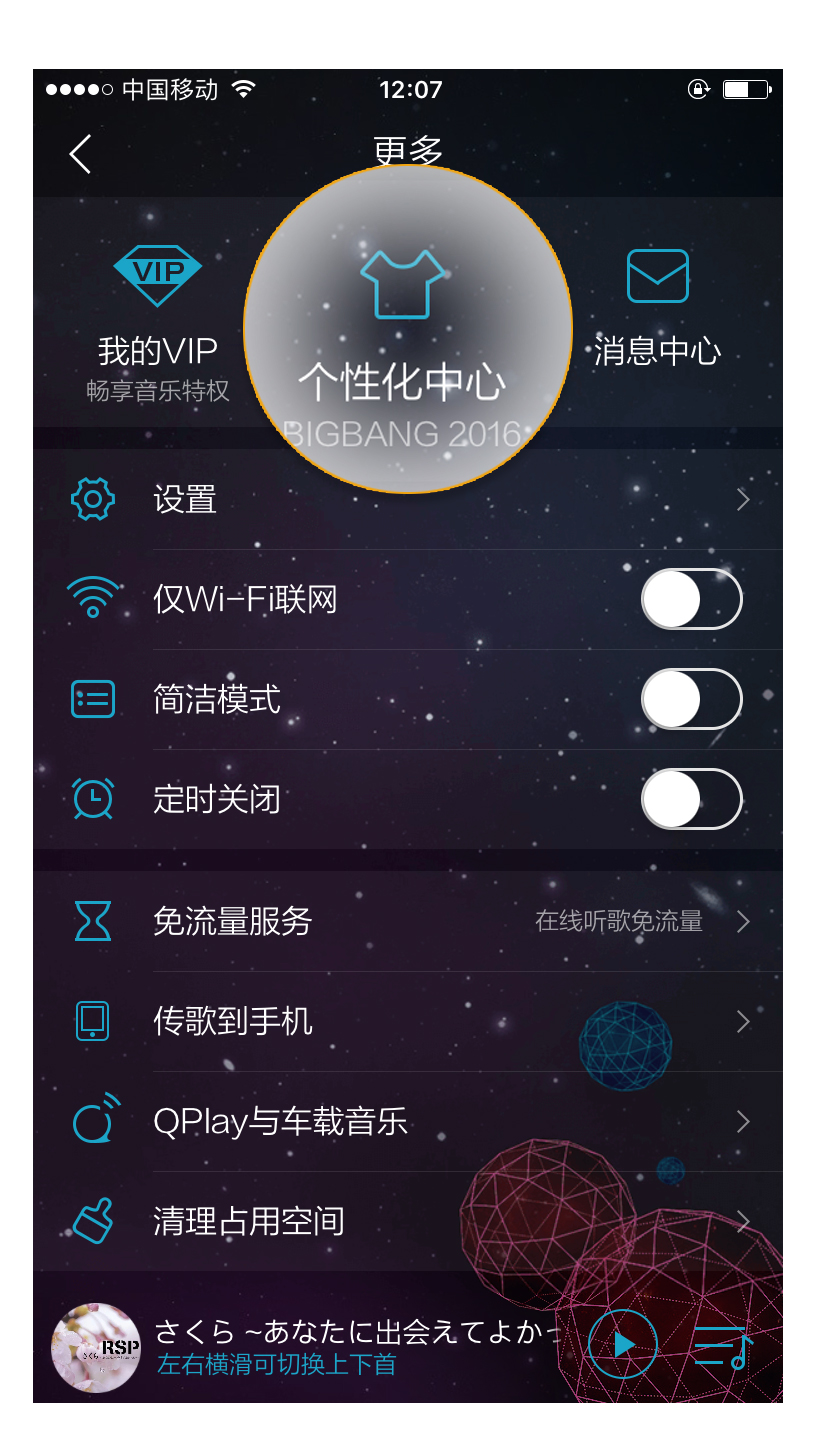 中国移动
12:07
更多
VIP
我的VIP
畅享音乐特权
个性化中心
BIGBANG 2016
消息中心
设置
仅Wi-Fi联网
简洁模式
定时关闭
免流量服务
在线听歌免流量
传歌到手机
QPlay与车载音乐
清理占用空间
RSP
さくら
さくら ~あなたに出会えてよかっ
左右横滑可切换上下首